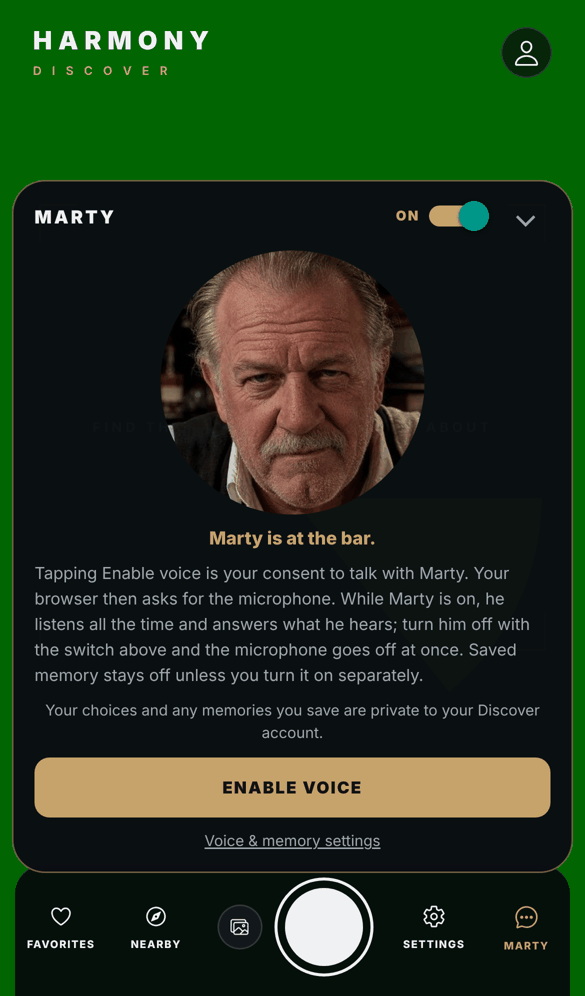 HARMONY
DISCOVER
MARTY
ON
FIND TH
ABOUT
Marty is at the bar.
Tapping Enable voice is your consent to talk with Marty. Your
browser then asks for the microphone. While Marty is on, he
listens all the time and answers what he hears; turn him off with
the switch above and the microphone goes off at once. Saved
memory stays off unless you turn it on separately.
Your choices and any memories you save are private to your Discover
account.
ENABLE VOICE
Voice & memory settings
FAVORITES
NEARBY
SETTINGS
MARTY